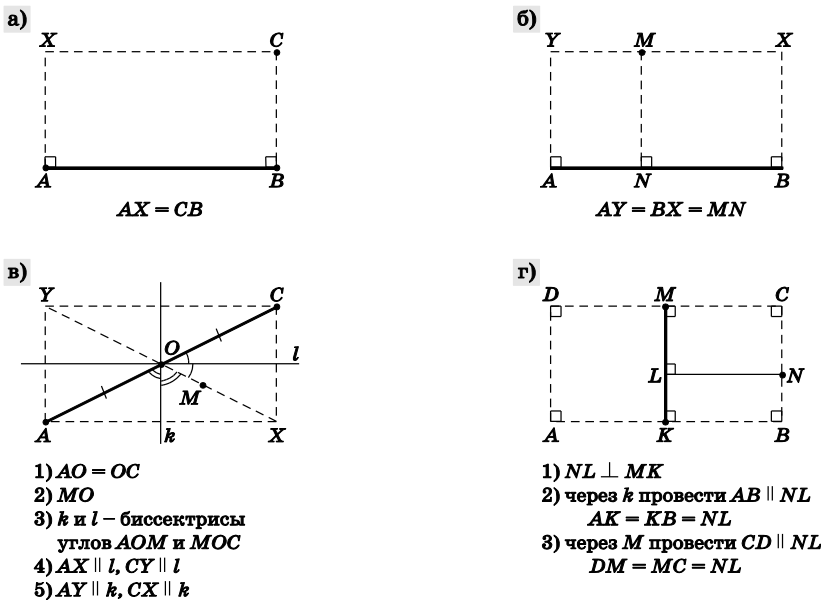 а)
X C
A B
AX = CB
б)
Y M X
A N B
AY = BX = MN
в)
Y C
O l
M
A k X
1) AO = OC
2) MO
3) k и l – биссектрисы
углов AOM и MOC
4) AX || l, CY || l
5) AY || k, CX || k
г)
D M C
L N
A K B
1) NL ⊥ MK
2) через k провести AB || NL
AK = KB = NL
3) через M провести CD || NL
DM = MC = NL